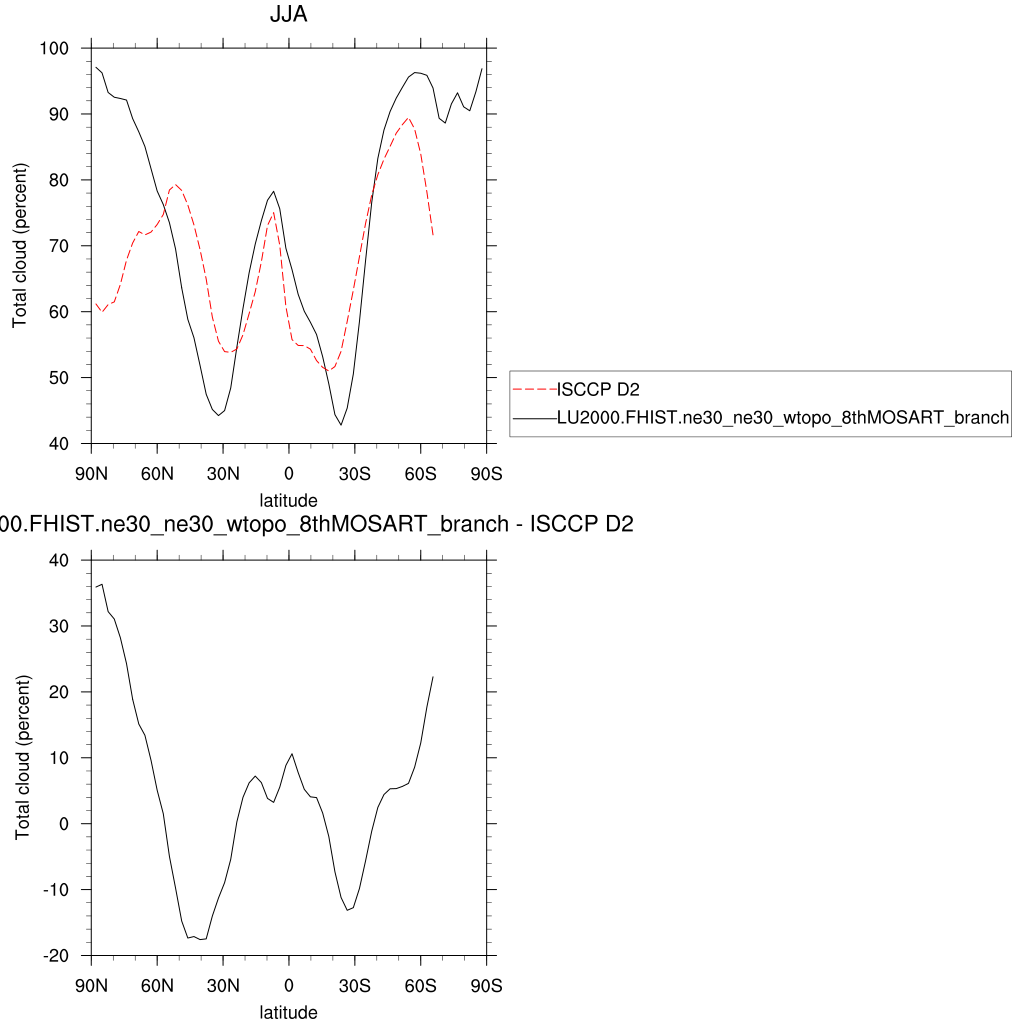 JJA
100
90
80
70
60
50
40
Total cloud (percent)
90N 60N 30N 0 30S 60S 90S
latitude
ISCCP D2
LU2000.FHIST.ne30_ne30_wtopo_8thMOSART_branch
00.FHIST.ne30_ne30_wtopo_8thMOSART_branch - ISCCP D2
40
30
20
10
0
-10
-20
Total cloud (percent)
90N 60N 30N 0 30S 60S 90S
latitude